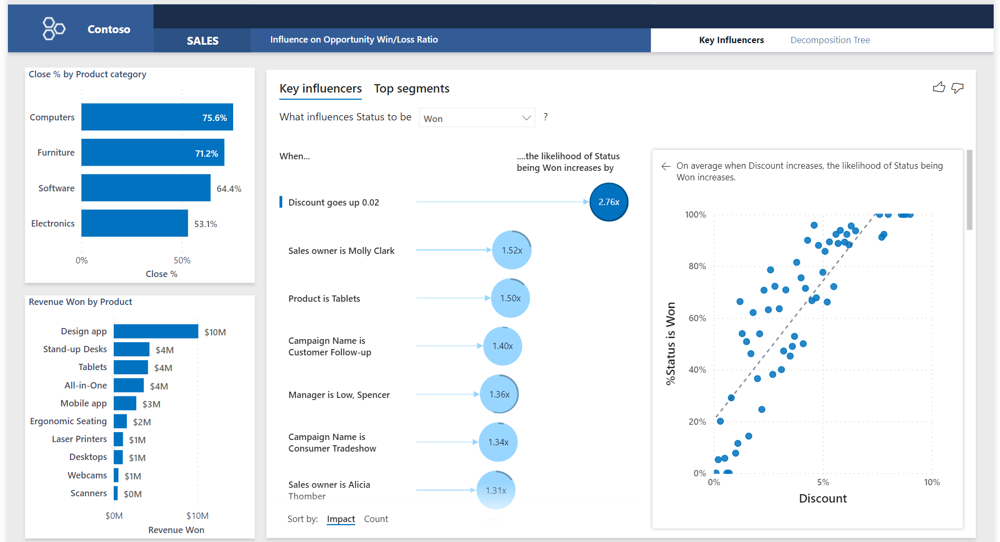 Contoso
SALES
Influence on Opportunity Win/Loss Ratio
Key Influencers
Decomposition Tree
Close % by Product category
Computers
75.6%
Furniture
71.2%
Software
64.4%
Electronics
53.1%
0%
50%
Close %
Revenue Won by Product
Design app
$10M
Stand-up Desks
$4M
Tablets
$4M
All-in-One
$4M
Mobile app
$3M
Ergonomic Seating
$2M
Laser Printers
$1M
Desktops
$1M
Webcams
$1M
Scanners
$0M
$0M
$10M
Revenue Won
Key influencers
Top segments
What influences Status to be
Won
?
When...
....the likelihood of Status
being Won increases by
Discount goes up 0.02
2.76x
Sales owner is Molly Clark
1.52x
Product is Tablets
1.50x
Campaign Name is
Customer Follow-up
1.40x
Manager is Low, Spencer
1.36x
Campaign Name is
Consumer Tradeshow
1.34x
Sales owner is Alicia
Thomber
1.31x
Sort by:
Impact
Count
On average when Discount increases, the likelihood of Status being
Won increases.
%Status is Won
100%
80%
60%
40%
20%
0%
0%
5%
10%
Discount